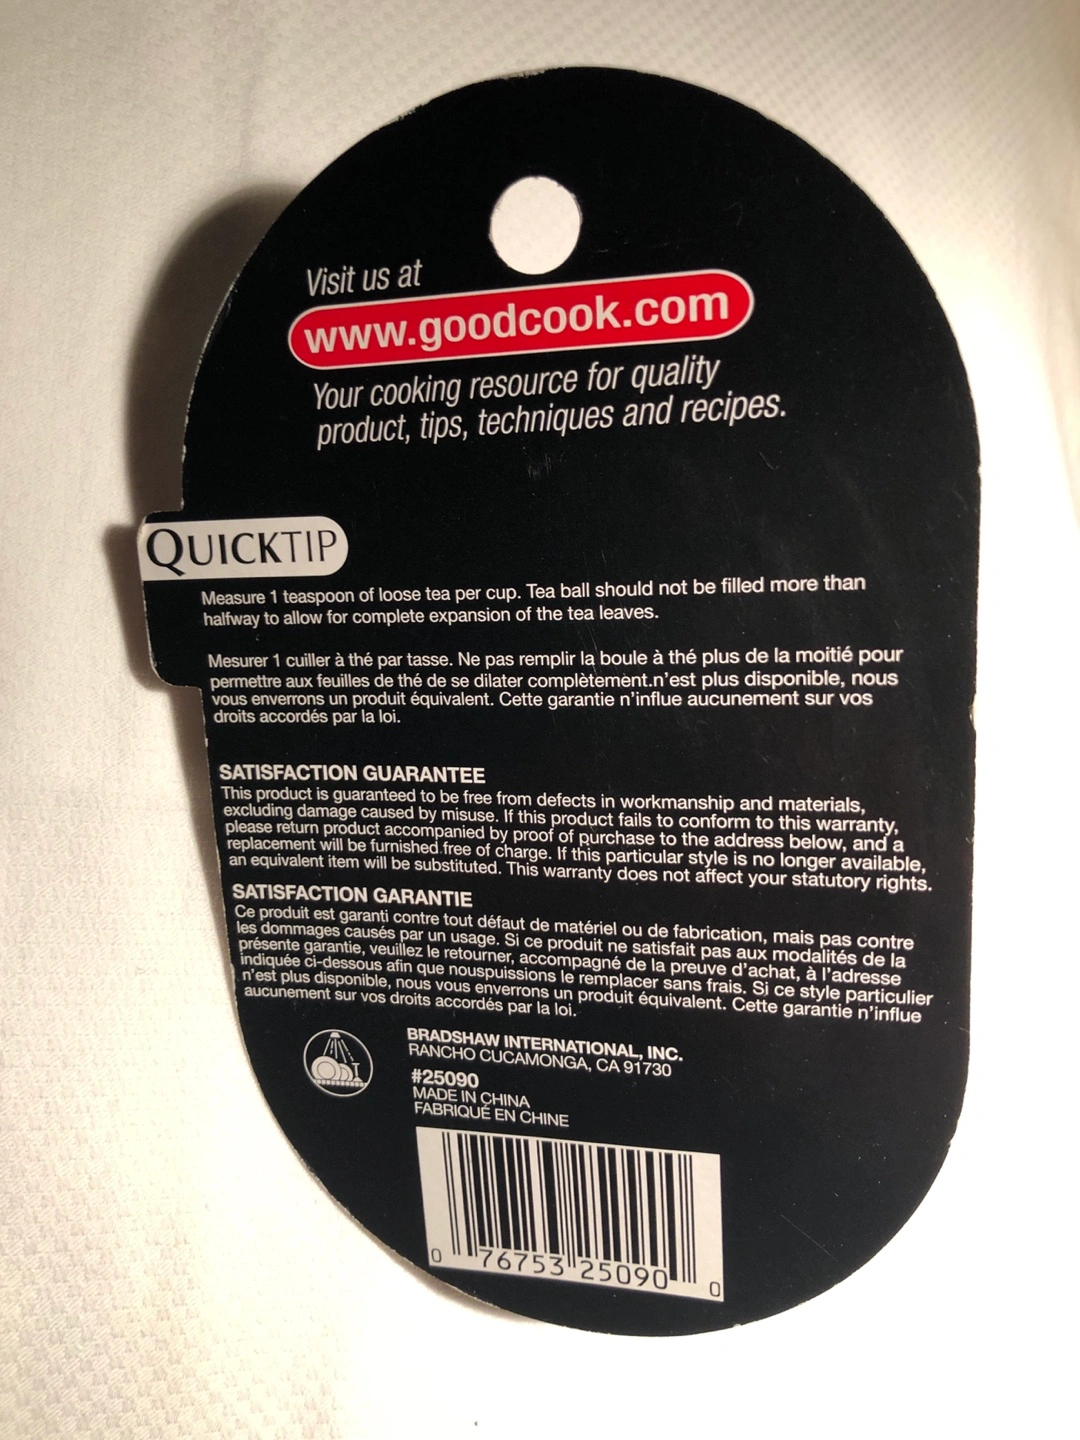 Visit us at
www.goodcook.com
Your cooking resource for quality
product, tips, techniques and recipes.
QUICKTIP
Measure 1 teaspoon of loose tea per cup. Tea ball should not be filled more than
halfway to allow for complete expansion of the tea leaves.
Mesurer 1 cuiller à thé par tasse. Ne pas remplir la boule à thé plus de la moitié pour
permettre aux feuilles de thé de se dilater complètement.n'est plus disponible, nous
vous enverrons un produit équivalent. Cette garantie n'influe aucunement sur vos
droits accordés par la loi.
SATISFACTION GUARANTEE
This product is guaranteed to be free from defects in workmanship and materials,
excluding damage caused by misuse. If this product fails to conform to this warranty,
please return product accompanied by proof of purchase to the address below, and a
replacement will be furnished free of charge. If this particular style is no longer available,
an equivalent item will be substituted. This warranty does not affect your statutory rights.
SATISFACTION GARANTIE
Ce produit est garanti contre tout défaut de matériel ou de fabrication, mais pas contre
les dommages causés par un usage. Si ce produit ne satisfait pas aux modalités de la
présente garantie, veuillez le retourner, accompagné de la preuve d'achat, à l'adresse
indiquée ci-dessous afin que nouspuissions le remplacer sans frais. Si ce style particulier
n'est plus disponible, nous vous enverrons un produit équivalent. Cette garantie n'influe
aucunement sur vos droits accordés par la loi.
BRADSHAW INTERNATIONAL, INC.
RANCHO CUCAMONGA, CA 91730
#25090
MADE IN CHINA
FABRIQUÉ EN CHINE
0 76753 25090 0